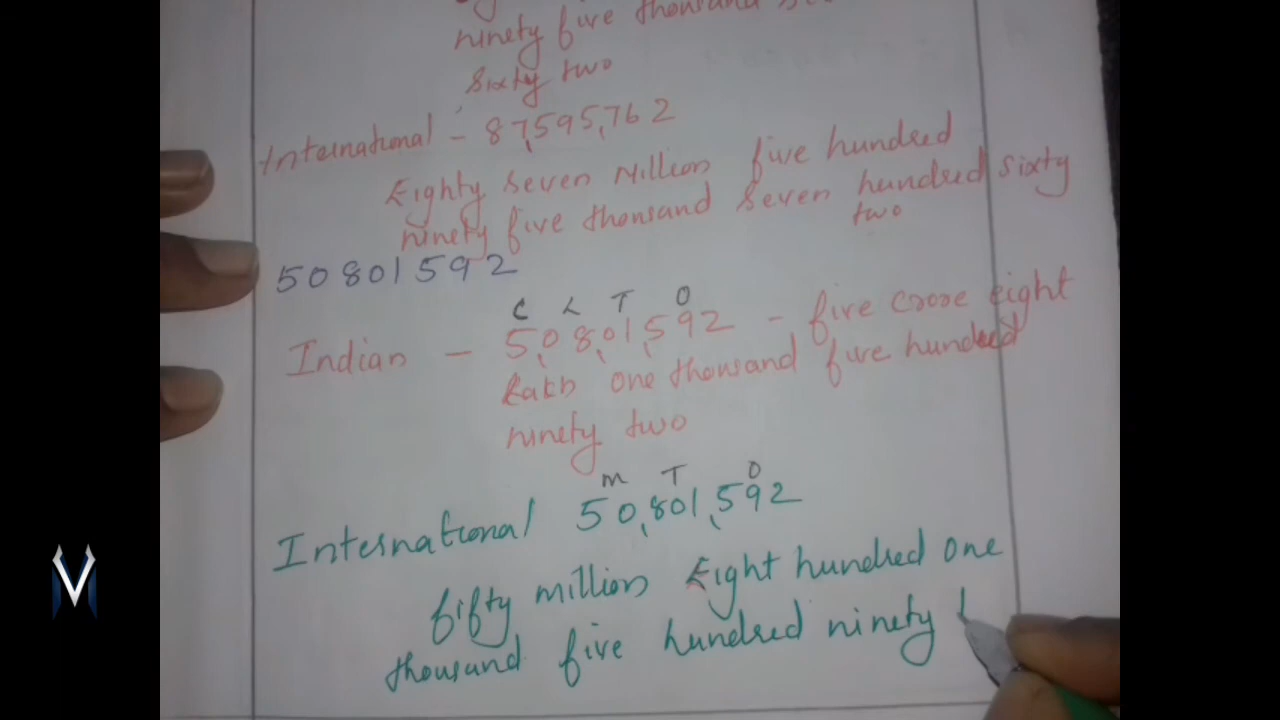 ninety five thousand
sixty two
International - 87,595,762
Eighty seven Million five hundred
ninety five thousand seven hundred sixty
two
50801592
C L T O
Indian - 5,08,01,592 - five crore eight
Lakh one thousand five hundred
ninety two
M T O
International 50,801,592
fifty million Eight hundred one
thousand five hundred ninety t